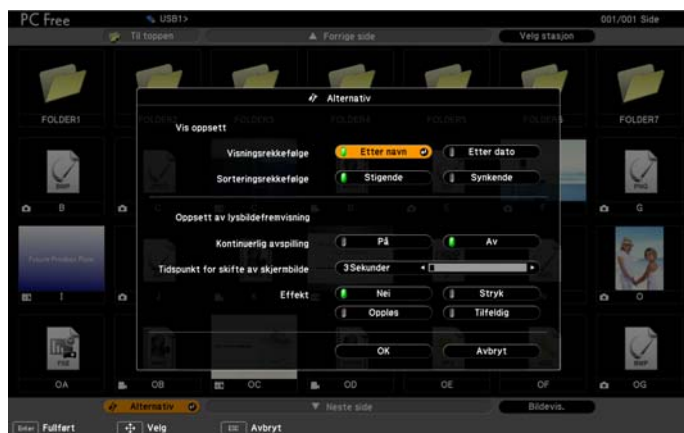 PC Free USB1> 001/001 Side
Til toppen Forrige side Velg stasjon
Alternativ
FOLDER1 FOLDER7
Vis oppsett
Visningsrekkefølge Etter navn Etter dato
Sorteringsrekkefølge Stigende Synkende
B C G
Oppsett av lysbildefremvisning
Kontinuerlig avspilling På Av
Tidspunkt for skifte av skjermbilde 3Sekunder
Effekt Nei Stryk
I O
Oppløs Tilfeldig
OK Avbryt
OA OB OC OD OE OF OG
Alternativ Neste side Bildevis.
Enter Fullført Velg ESC Avbryt